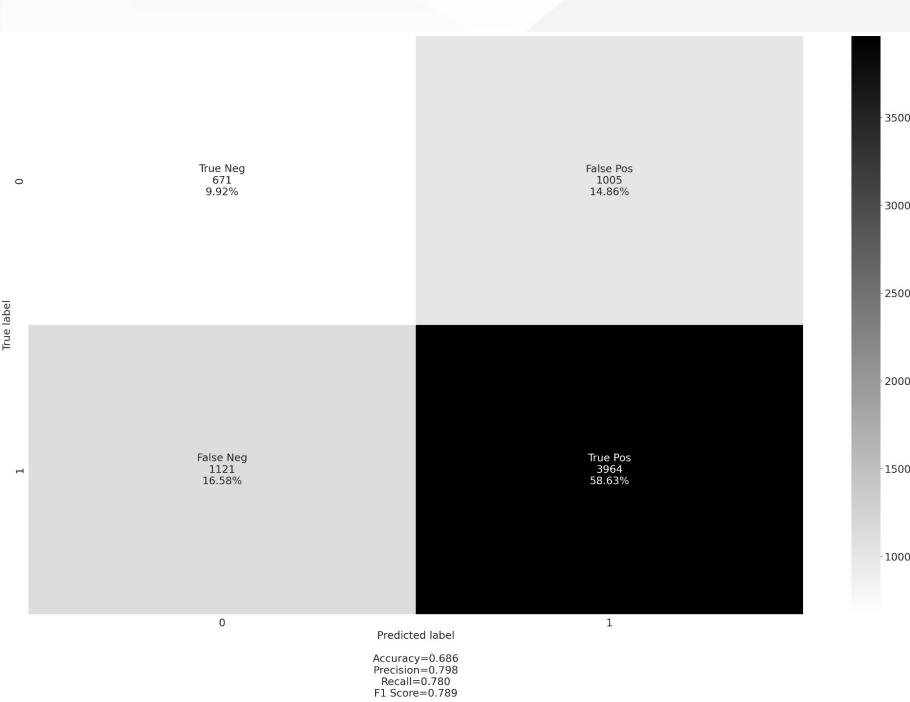 True Neg
671
9.92%
False Pos
1005
14.86%
0
True label
False Neg
1121
16.58%
True Pos
3964
58.63%
1
0
1
Predicted label
Accuracy=0.686
Precision=0.798
Recall=0.780
F1 Score=0.789
3500
3000
2500
2000
1500
1000